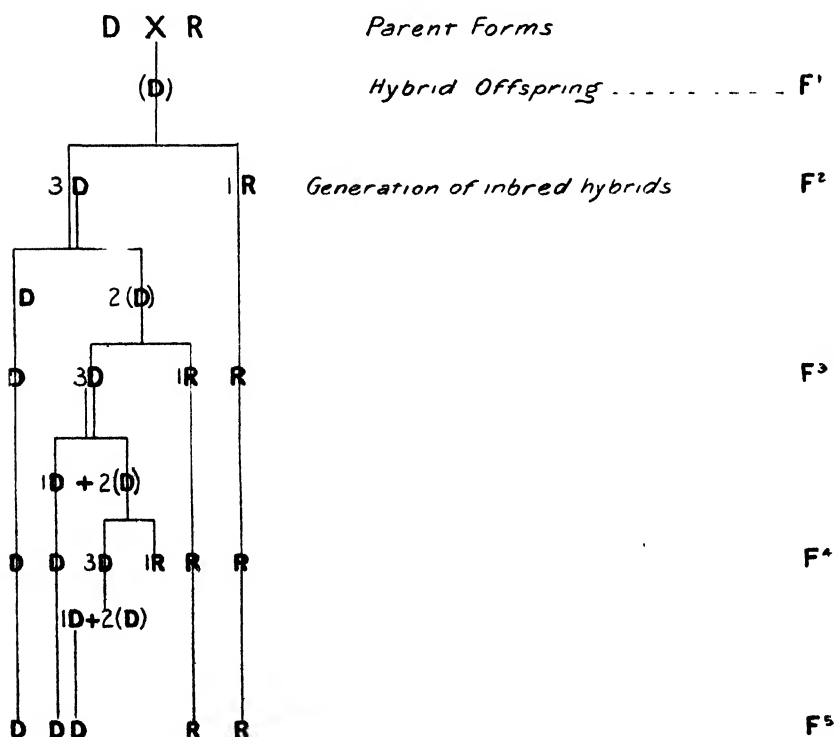 D X R Parent Forms
(D) Hybrid Offspring F¹
3 D 1 R Generation of inbred hybrids F²
D 2(D)
D 3D 1R R F³
1D + 2(D)
D D 3D 1R R R F⁴
1D+2(D)
D D D R R F⁵